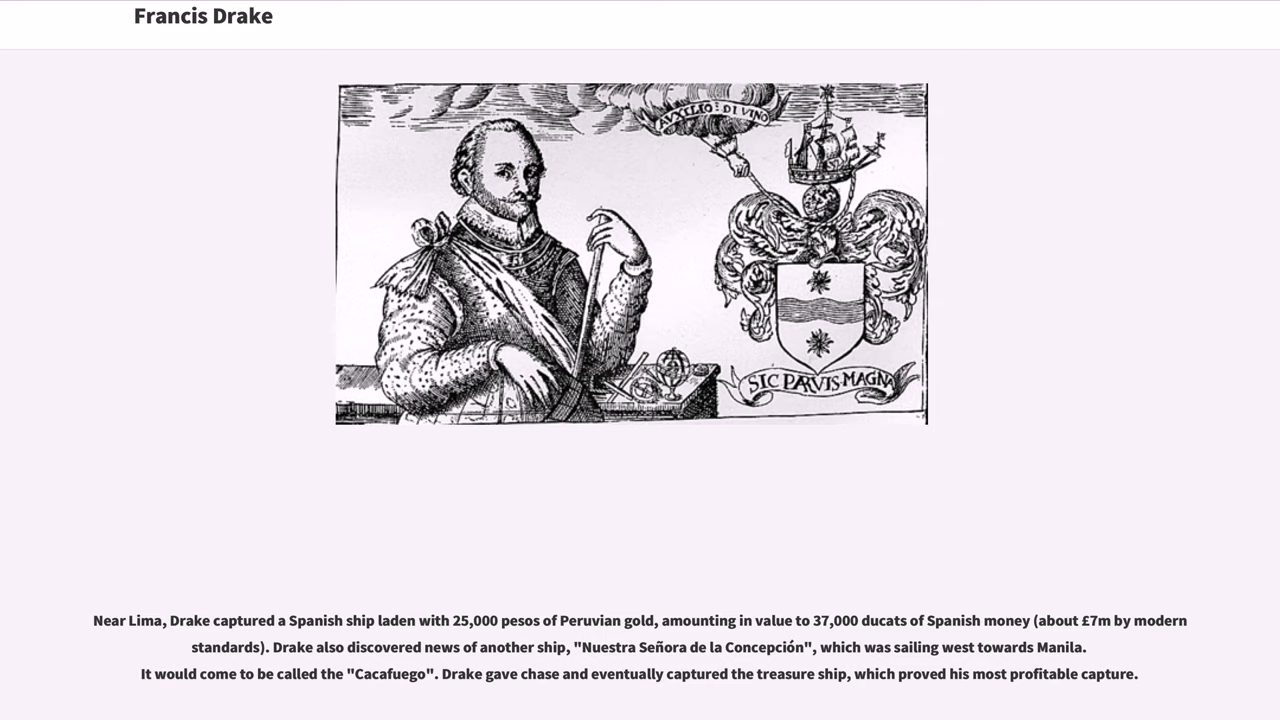 Francis Drake
AVXILIO DIVINO
SIC PARVIS MAGNA
Near Lima, Drake captured a Spanish ship laden with 25,000 pesos of Peruvian gold, amounting in value to 37,000 ducats of Spanish money (about £7m by modern
standards). Drake also discovered news of another ship, "Nuestra Señora de la Concepción", which was sailing west towards Manila.
It would come to be called the "Cacafuego". Drake gave chase and eventually captured the treasure ship, which proved his most profitable capture.